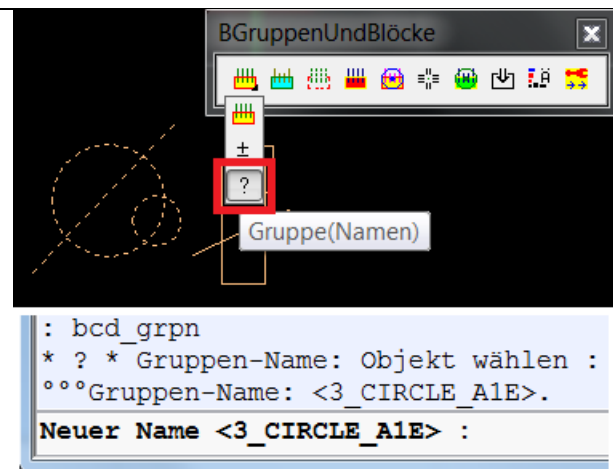 BGruppenUndBlöcke
±
?
Gruppe(Namen)
: bcd_grpn
* ? * Gruppen-Name: Objekt wählen :
°°°Gruppen-Name: <3_CIRCLE_A1E>.
Neuer Name <3_CIRCLE_A1E> :